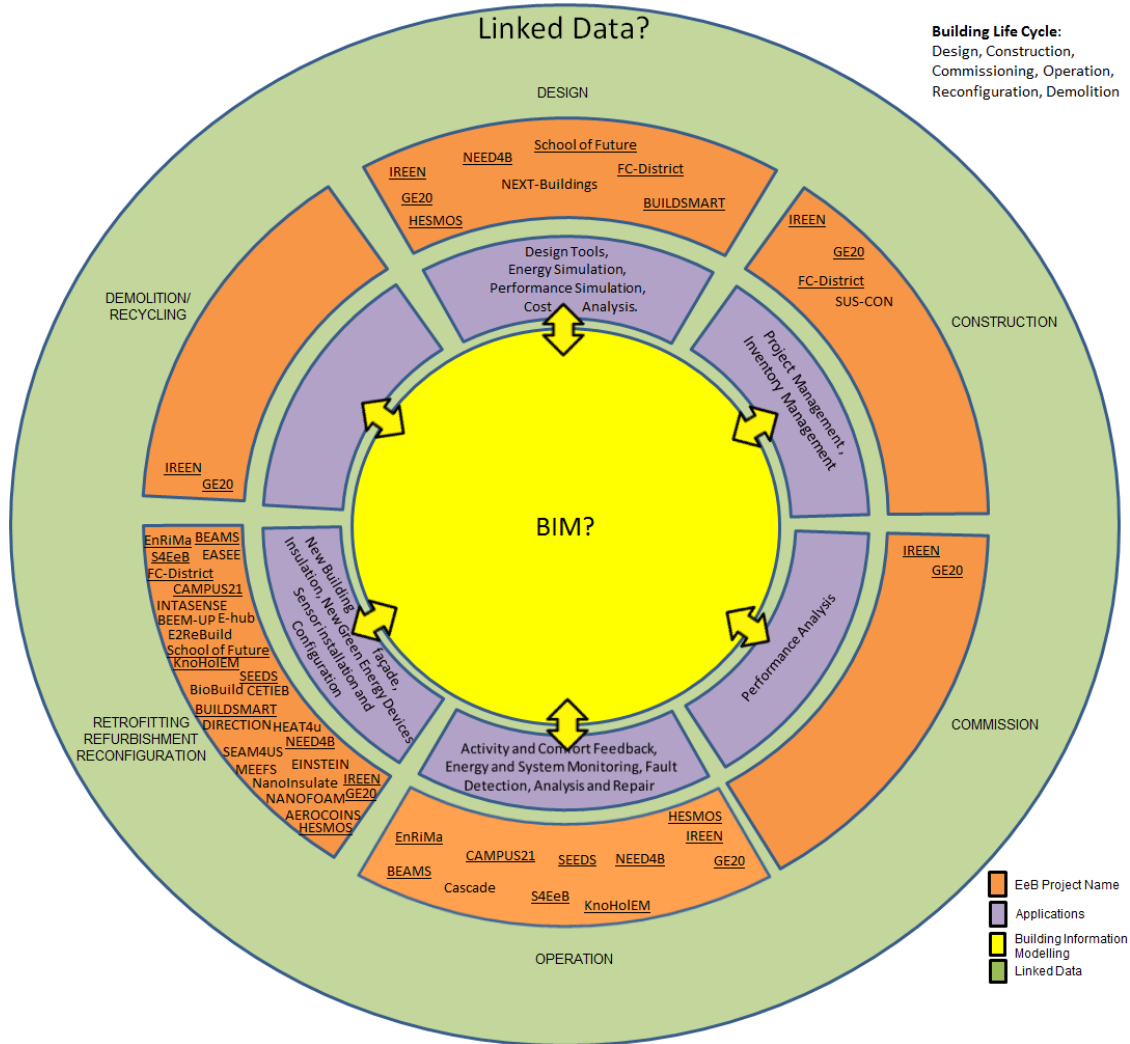 Linked Data?
Building Life Cycle:
Design, Construction,
Commissioning, Operation,
Reconfiguration, Demolition
DESIGN
School of Future
NEED4B
IREEN
FC-District
NEXT-Buildings
GE20
BUILDSMART
HESMOS
Design Tools,
Energy Simulation,
Performance Simulation,
Cost Analysis.
IREEN
GE20
FC-District
SUS-CON
CONSTRUCTION
Project Management ,
Inventory Management
DEMOLITION/
RECYCLING
IREEN
GE20
BIM?
IREEN
GE20
COMMISSION
Performance Analysis
EnRiMa BEAMS
S4EeB EASEE
FC-District
CAMPUS21
INTASENSE
BEEM-UP E-hub
E2ReBuild
School of Future
KnoHolEM
SEEDS
BioBuild CETIEB
BUILDSMART
DIRECTION HEAT4u
NEED4B
SEAM4US
EINSTEIN
MEEFS
IREEN
NanoInsulate
GE20
NANOFOAM
AEROCOINS
HESMOS
RETROFITTING
REFURBISHMENT
RECONFIGURATION
New Building façade,
Insulation, New Green Energy Devices
Sensor installation and
Configuration
Activity and Comfort Feedback,
Energy and System Monitoring, Fault
Detection, Analysis and Repair
HESMOS
EnRiMa
IREEN
CAMPUS21
SEEDS
NEED4B
GE20
BEAMS
Cascade
S4EeB
KnoHolEM
OPERATION
EeB Project Name
Applications
Building Information
Modelling
Linked Data